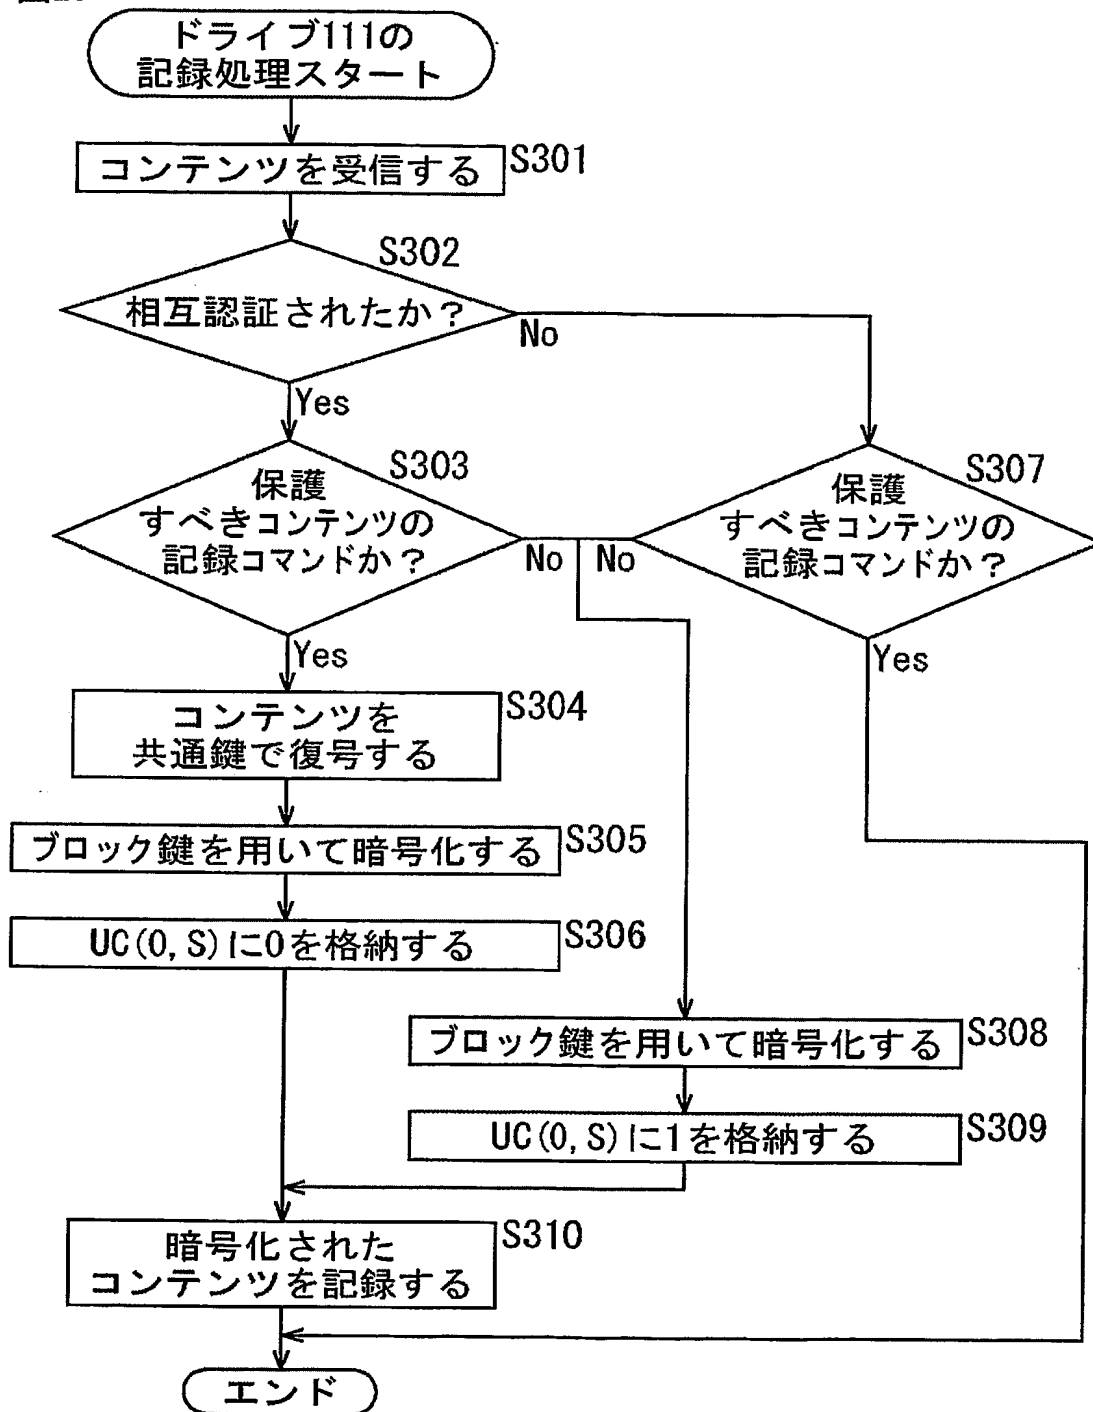 ドライブ111の
記録処理スタート
コンテンツを受信する
S301
S302
相互認証されたか？
No
Yes
S303
保護
すべきコンテンツの
記録コマンドか？
No
No
S307
保護
すべきコンテンツの
記録コマンドか？
Yes
Yes
コンテンツを
共通鍵で復号する
S304
ブロック鍵を用いて暗号化する
S305
UC(0,S)に0を格納する
S306
ブロック鍵を用いて暗号化する
S308
UC(0,S)に1を格納する
S309
暗号化された
コンテンツを記録する
S310
エンド